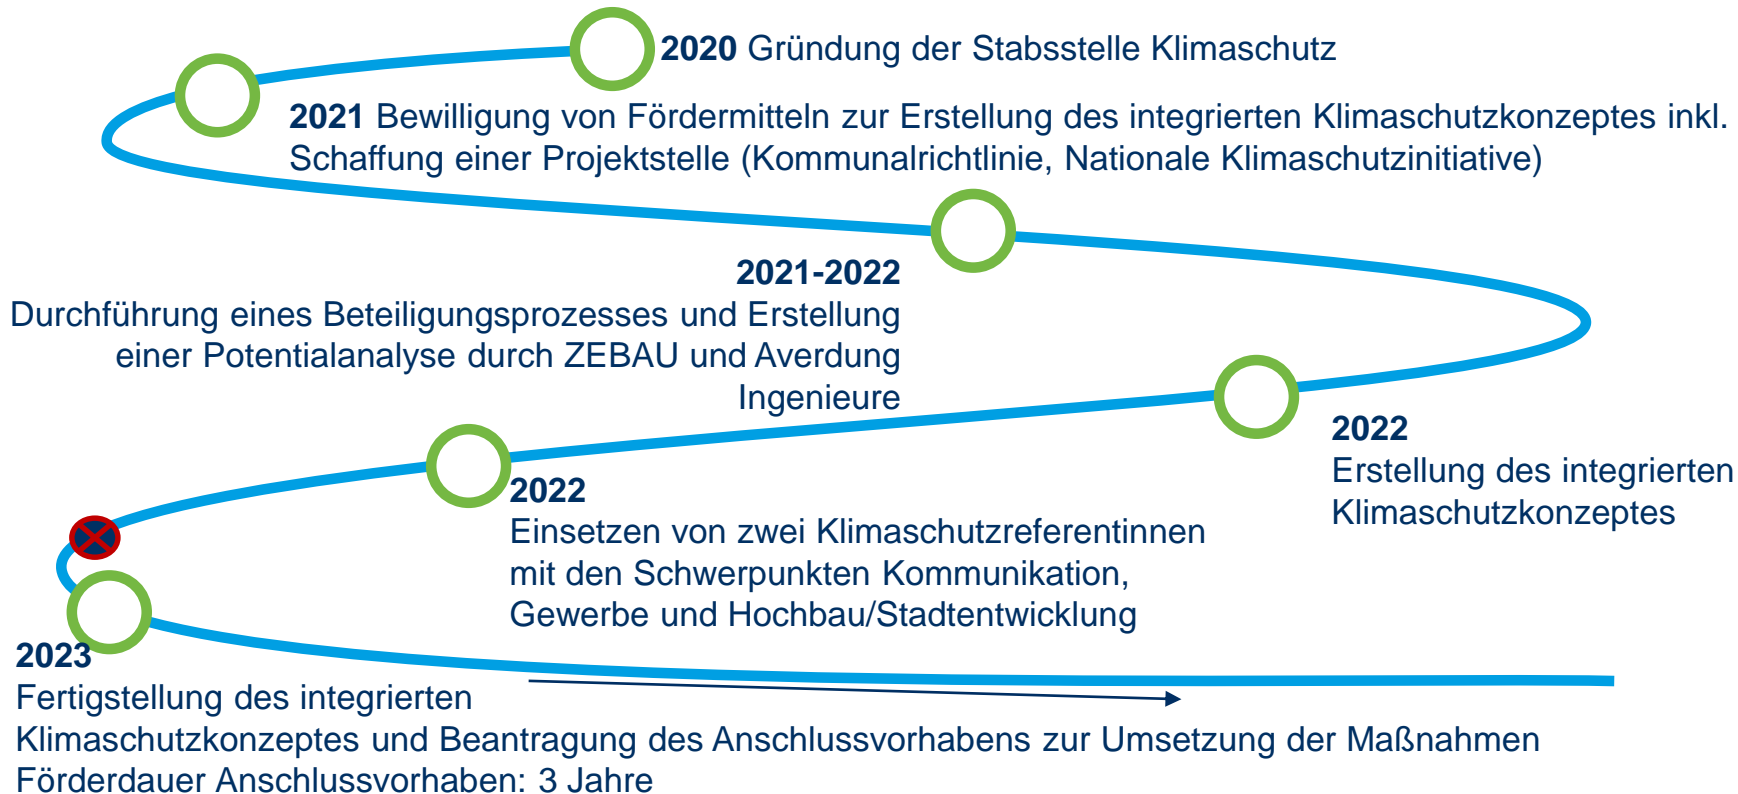 2020 Gründung der Stabsstelle Klimaschutz
2021 Bewilligung von Fördermitteln zur Erstellung des integrierten Klimaschutzkonzeptes inkl.
Schaffung einer Projektstelle (Kommunalrichtlinie, Nationale Klimaschutzinitiative)
2021-2022
Durchführung eines Beteiligungsprozesses und Erstellung
einer Potentialanalyse durch ZEBAU und Averdung
Ingenieure
2022
Erstellung des integrierten
Klimaschutzkonzeptes
2022
Einsetzen von zwei Klimaschutzreferentinnen
mit den Schwerpunkten Kommunikation,
Gewerbe und Hochbau/Stadtentwicklung
2023
Fertigstellung des integrierten
Klimaschutzkonzeptes und Beantragung des Anschlussvorhabens zur Umsetzung der Maßnahmen
Förderdauer Anschlussvorhaben: 3 Jahre